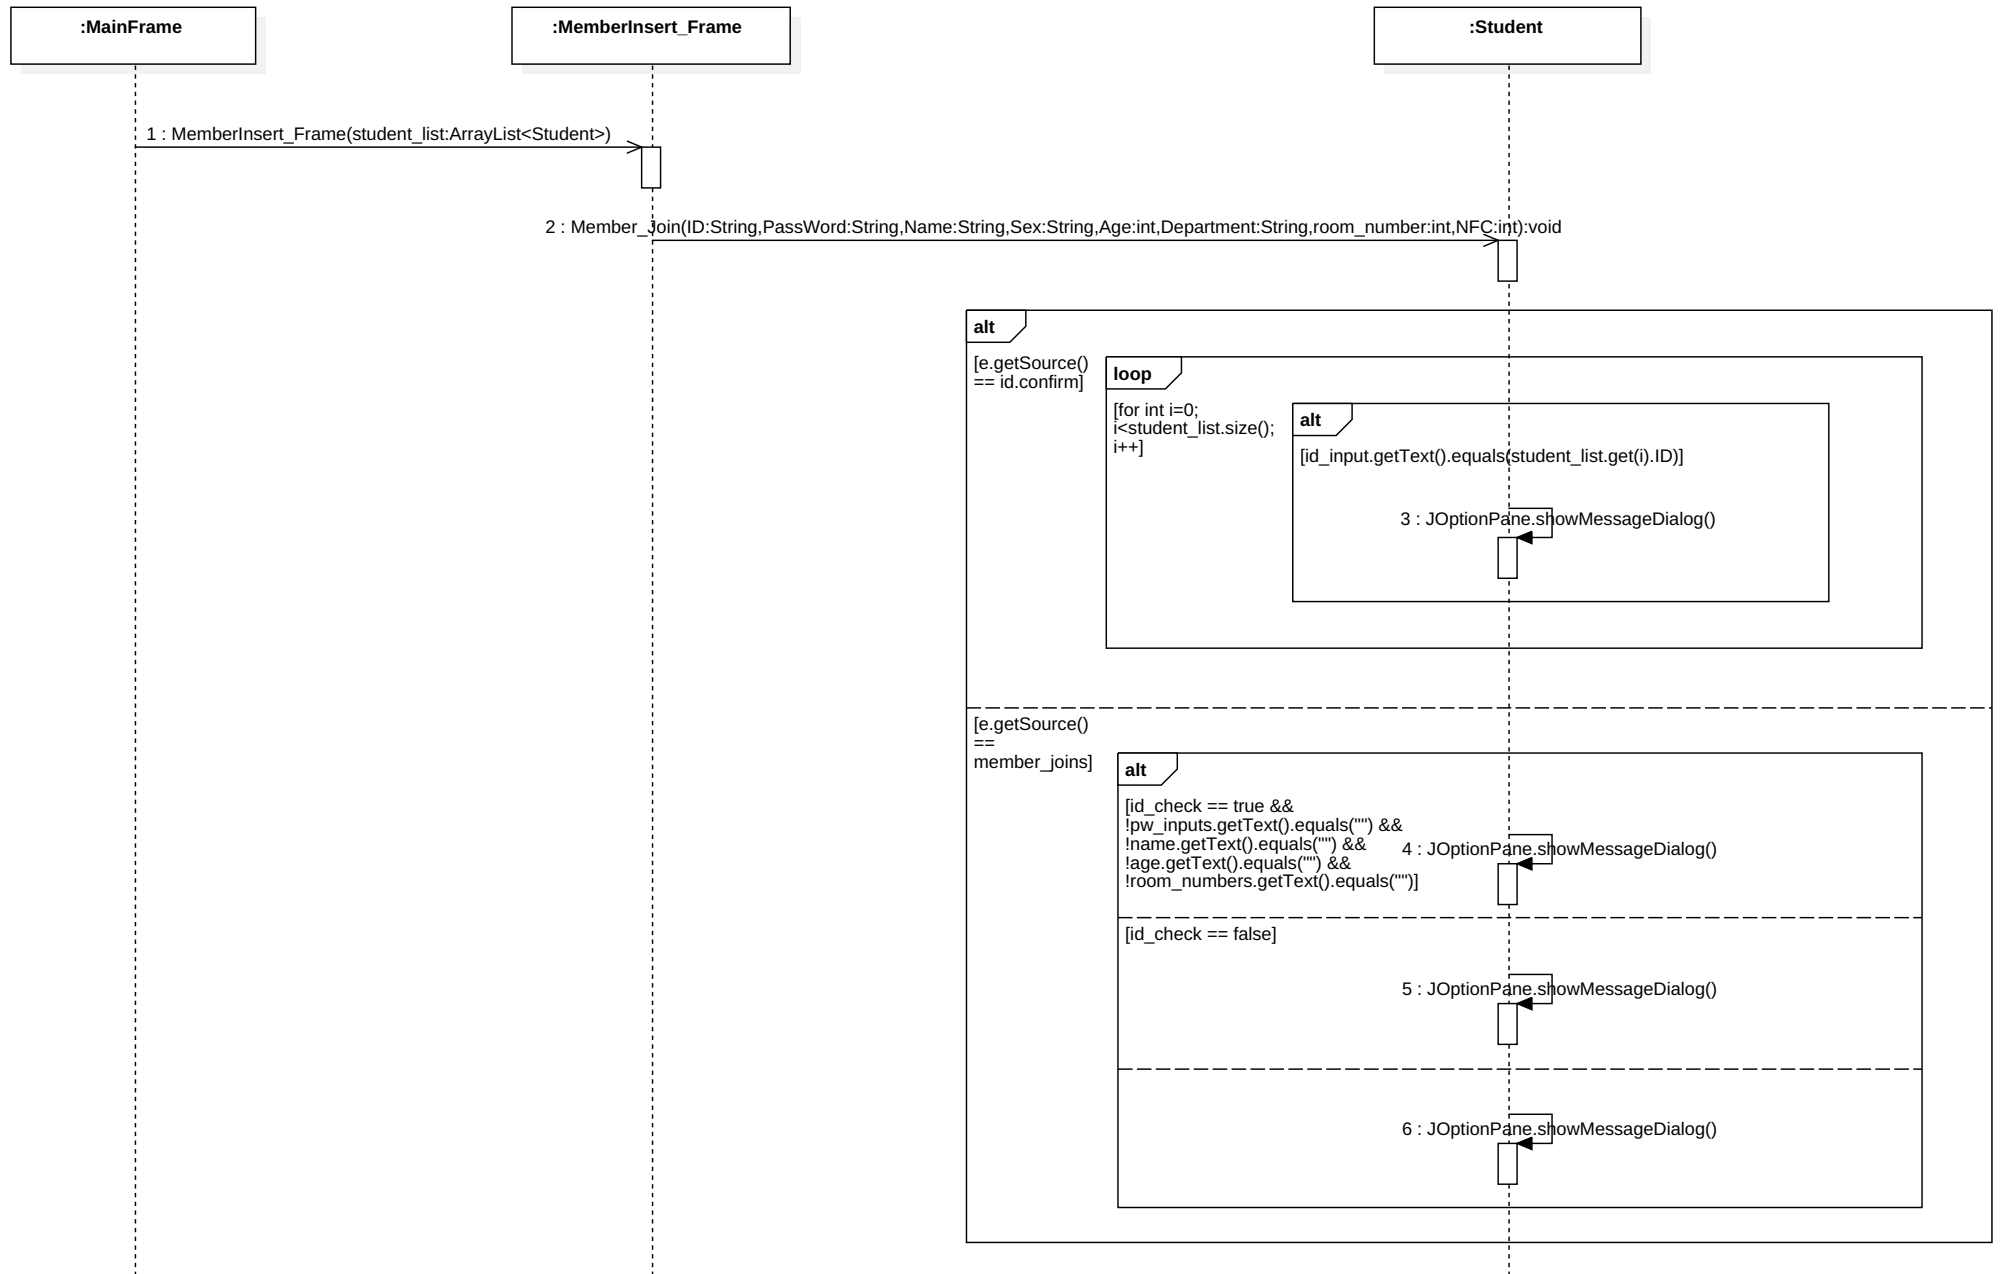 :MainFrame
:MemberInsert_Frame
:Student
1 : MemberInsert_Frame(student_list:ArrayList<Student>)
2 : Member_Join(ID:String,PassWord:String,Name:String,Sex:String,Age:int,Department:String,room_number:int,NFC:int):void
alt
[e.getSource()
== id.confirm]
loop
[for int i=0;
i<student_list.size();
i++]
alt
[id_input.getText().equals(student_list.get(i).ID)]
3 : JOptionPane.showMessageDialog()
[e.getSource()
==
member_joins]
alt
[id_check == true &&
!pw_inputs.getText().equals("") &&
!name.getText().equals("") &&
!age.getText().equals("") &&
!room_numbers.getText().equals("")]
4 : JOptionPane.showMessageDialog()
[id_check == false]
5 : JOptionPane.showMessageDialog()
6 : JOptionPane.showMessageDialog()